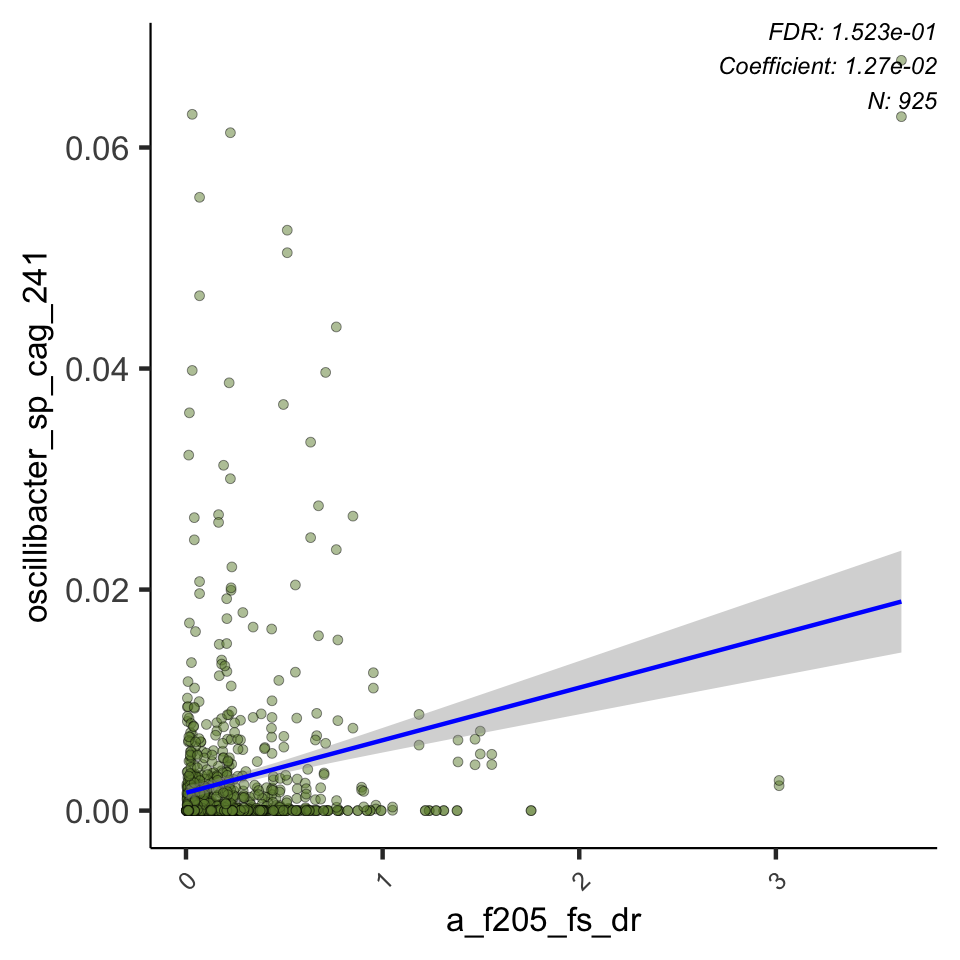 FDR: 1.523e-01
Coefficient: 1.27e-02
N: 925
oscillibacter_sp_cag_241
0.06
0.04
0.02
0.00
0 1 2 3
a_f205_fs_dr